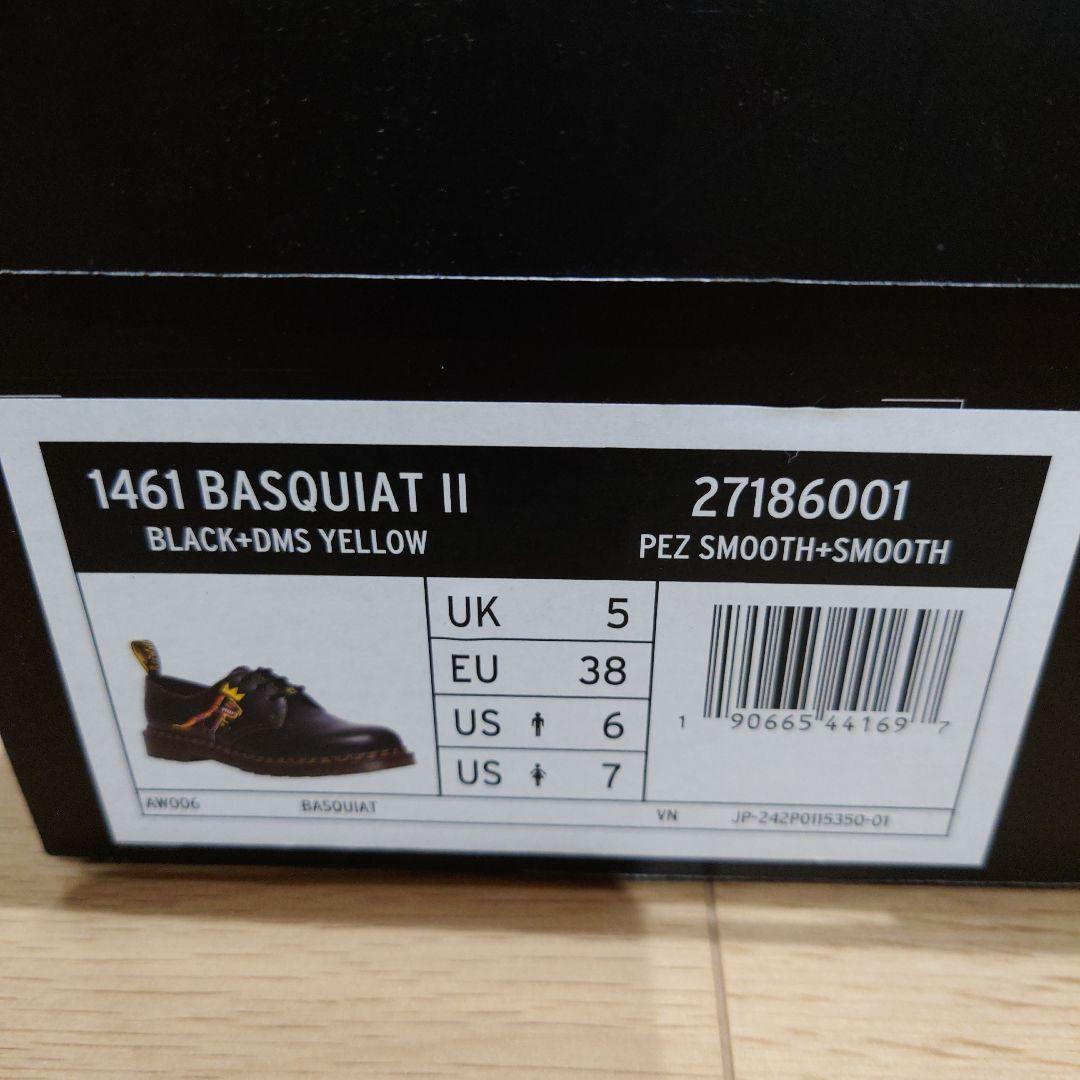 1461 BASQUIAT II
BLACK+DMS YELLOW
27186001
PEZ SMOOTH+SMOOTH
UK 5
EU 38
US 6
US 7
1 90665 44169 7
AW006 BASQUIAT VN JP-242P0115350-01